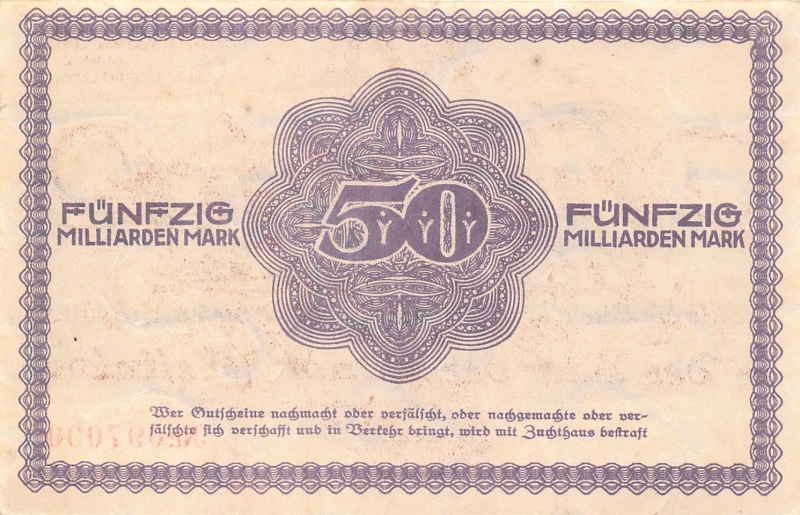 FÜNFZIG
MILLIARDEN MARK
50
FÜNFZIG
MILLIARDEN MARK
Wer Gutscheine nachmacht oder verfälscht, oder nachgemachte oder ver-
fälschte sich verschafft und in Verkehr bringt, wird mit Zuchthaus bestraft